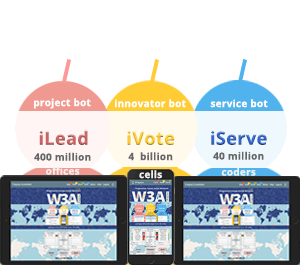 project bot
innovator bot
service bot
iLead
iVote
iServe
400 million
4 billion
40 million
offices
cells
coders
W3Ai
W3Ai
W3Ai